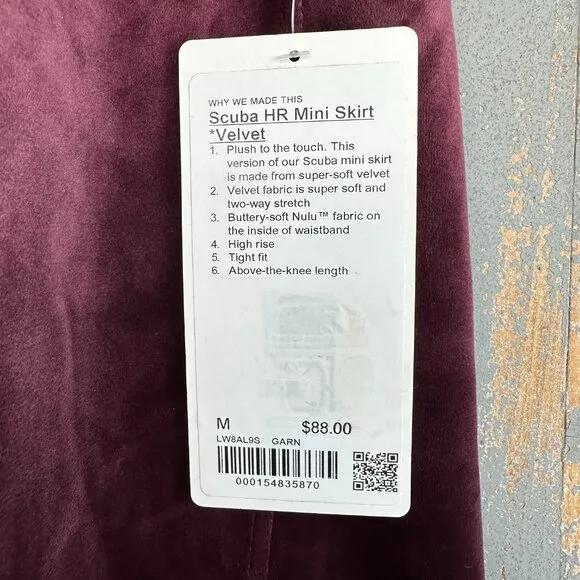 WHY WE MADE THIS
Scuba HR Mini Skirt
*Velvet
1. Plush to the touch. This
version of our Scuba mini skirt
is made from super-soft velvet
2. Velvet fabric is super soft and
two-way stretch
3. Buttery-soft Nulu™ fabric on
the inside of waistband
4. High rise
5. Tight fit
6. Above-the-knee length
M $88.00
LW8AL9S GARN
000154835870